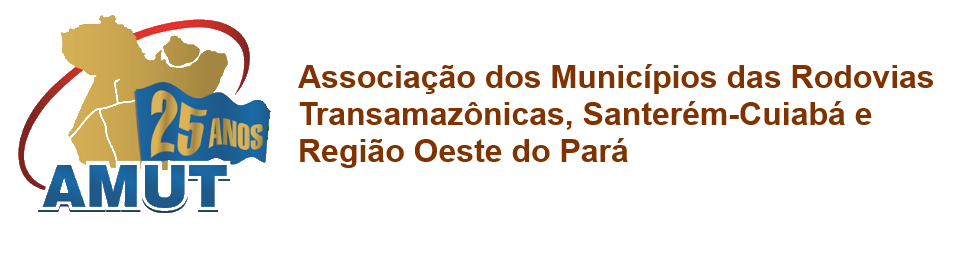 25 ANOS
AMUT
Associação dos Municípios das Rodovias
Transamazônicas, Santerém-Cuiabá e
Região Oeste do Pará